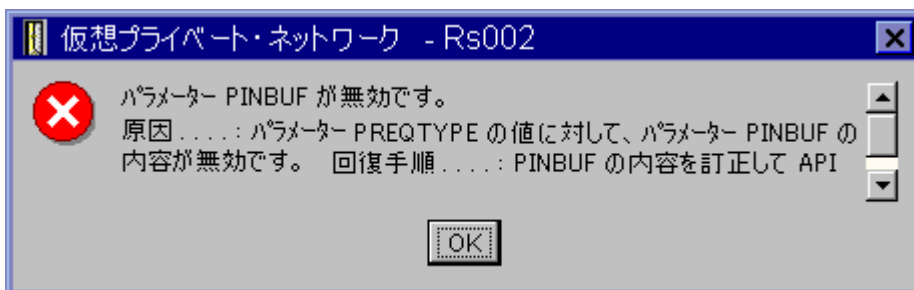 仮想プライベート・ネットワーク - Rs002
パラメーター PINBUF が無効です。
原因 . . . . : パラメーター PREQTYPE の値に対して、パラメーター PINBUF の
内容が無効です。 回復手順 . . . . : PINBUF の内容を訂正して API
OK